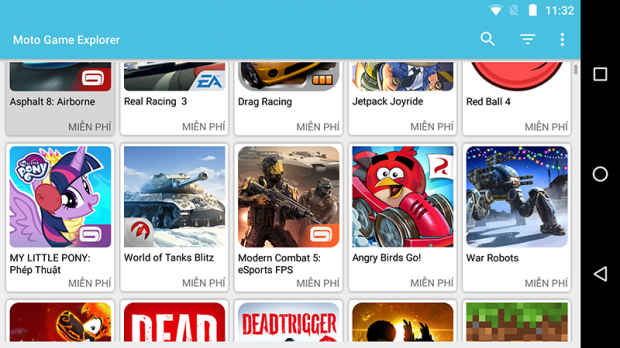 11:32
Moto Game Explorer
EA
Asphalt 8: Airborne
Real Racing 3
Drag Racing
Jetpack Joyride
Red Ball 4
MIỄN PHÍ
MIỄN PHÍ
MIỄN PHÍ
MIỄN PHÍ
MIỄN PHÍ
MY LITTLE PONY:
Phép Thuật
World of Tanks Blitz
Modern Combat 5:
eSports FPS
Angry Birds Go!
War Robots
MIỄN PHÍ
MIỄN PHÍ
MIỄN PHÍ
MIỄN PHÍ
MIỄN PHÍ
DEAD
DEADTRIGGER